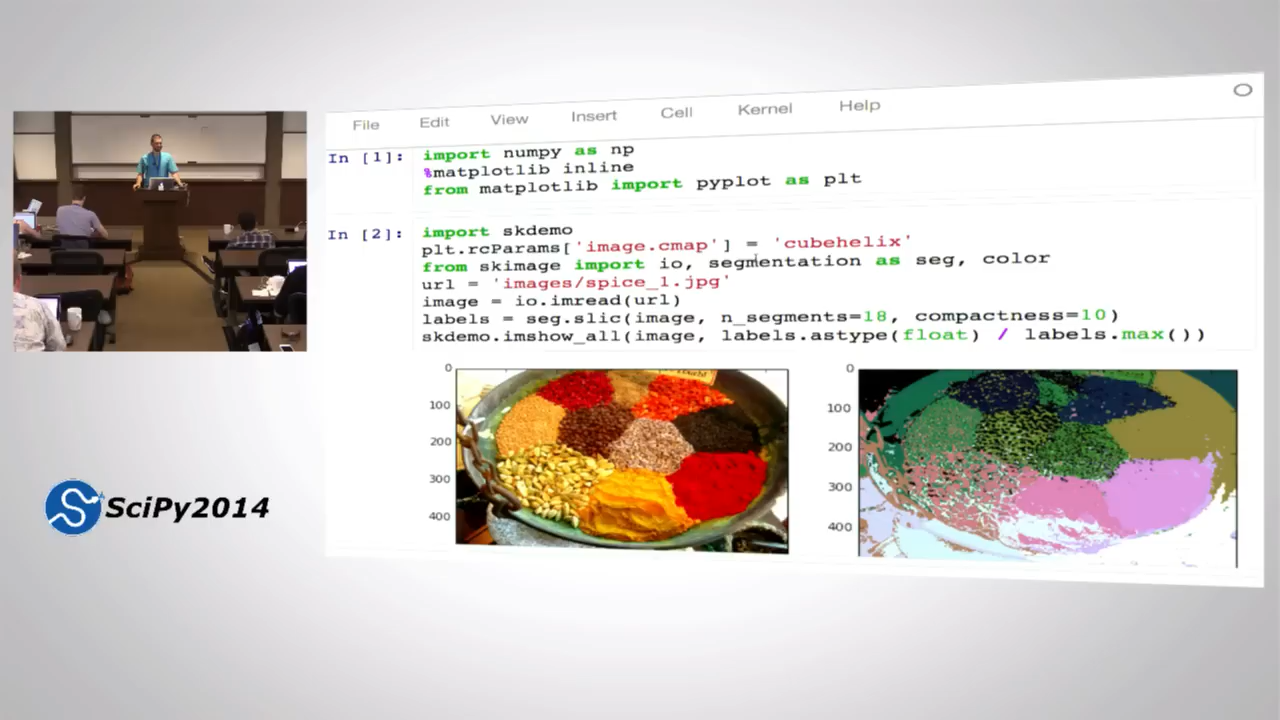 File Edit View Insert Cell Kernel Help
In [1]: import numpy as np
%matplotlib inline
from matplotlib import pyplot as plt
In [2]: import skdemo
plt.rcParams['image.cmap'] = 'cubehelix'
from skimage import io, segmentation as seg, color
url = 'images/spice_1.jpg'
image = io.imread(url)
labels = seg.slic(image, n_segments=18, compactness=10)
skdemo.imshow_all(image, labels.astype(float) / labels.max())
0
100
200
300
400
0
100
200
300
400
SciPy2014